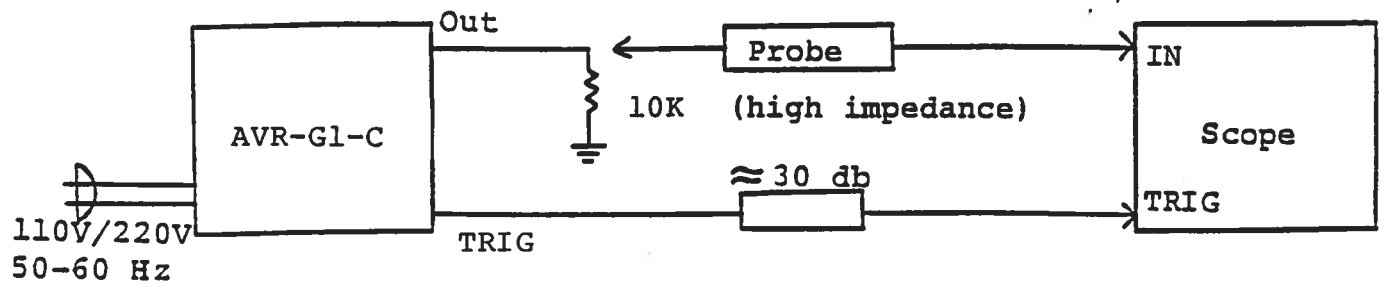 Out
Probe
IN
10K (high impedance)
AVR-G1-C
Scope
≈ 30 db
110V/220V
50-60 Hz
TRIG
TRIG